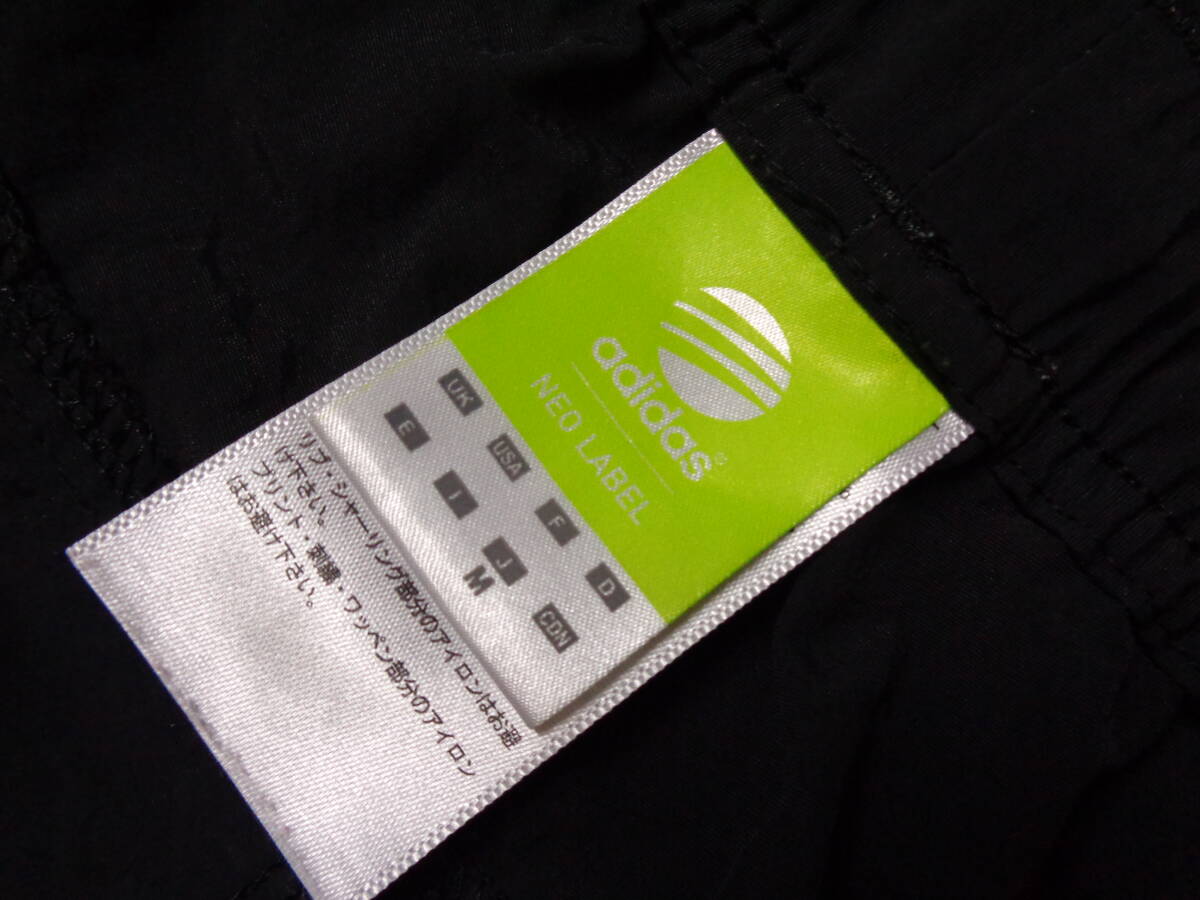 adidas
NEO LABEL
UK USA F D
E I J CDN
M
リブ・シャーリング部分のアイロンはお避
け下さい。
プリント・刺繍・ワッペン部分のアイロン
はお避け下さい。